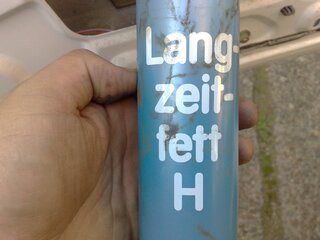 Lang-
zeit-
fett
H